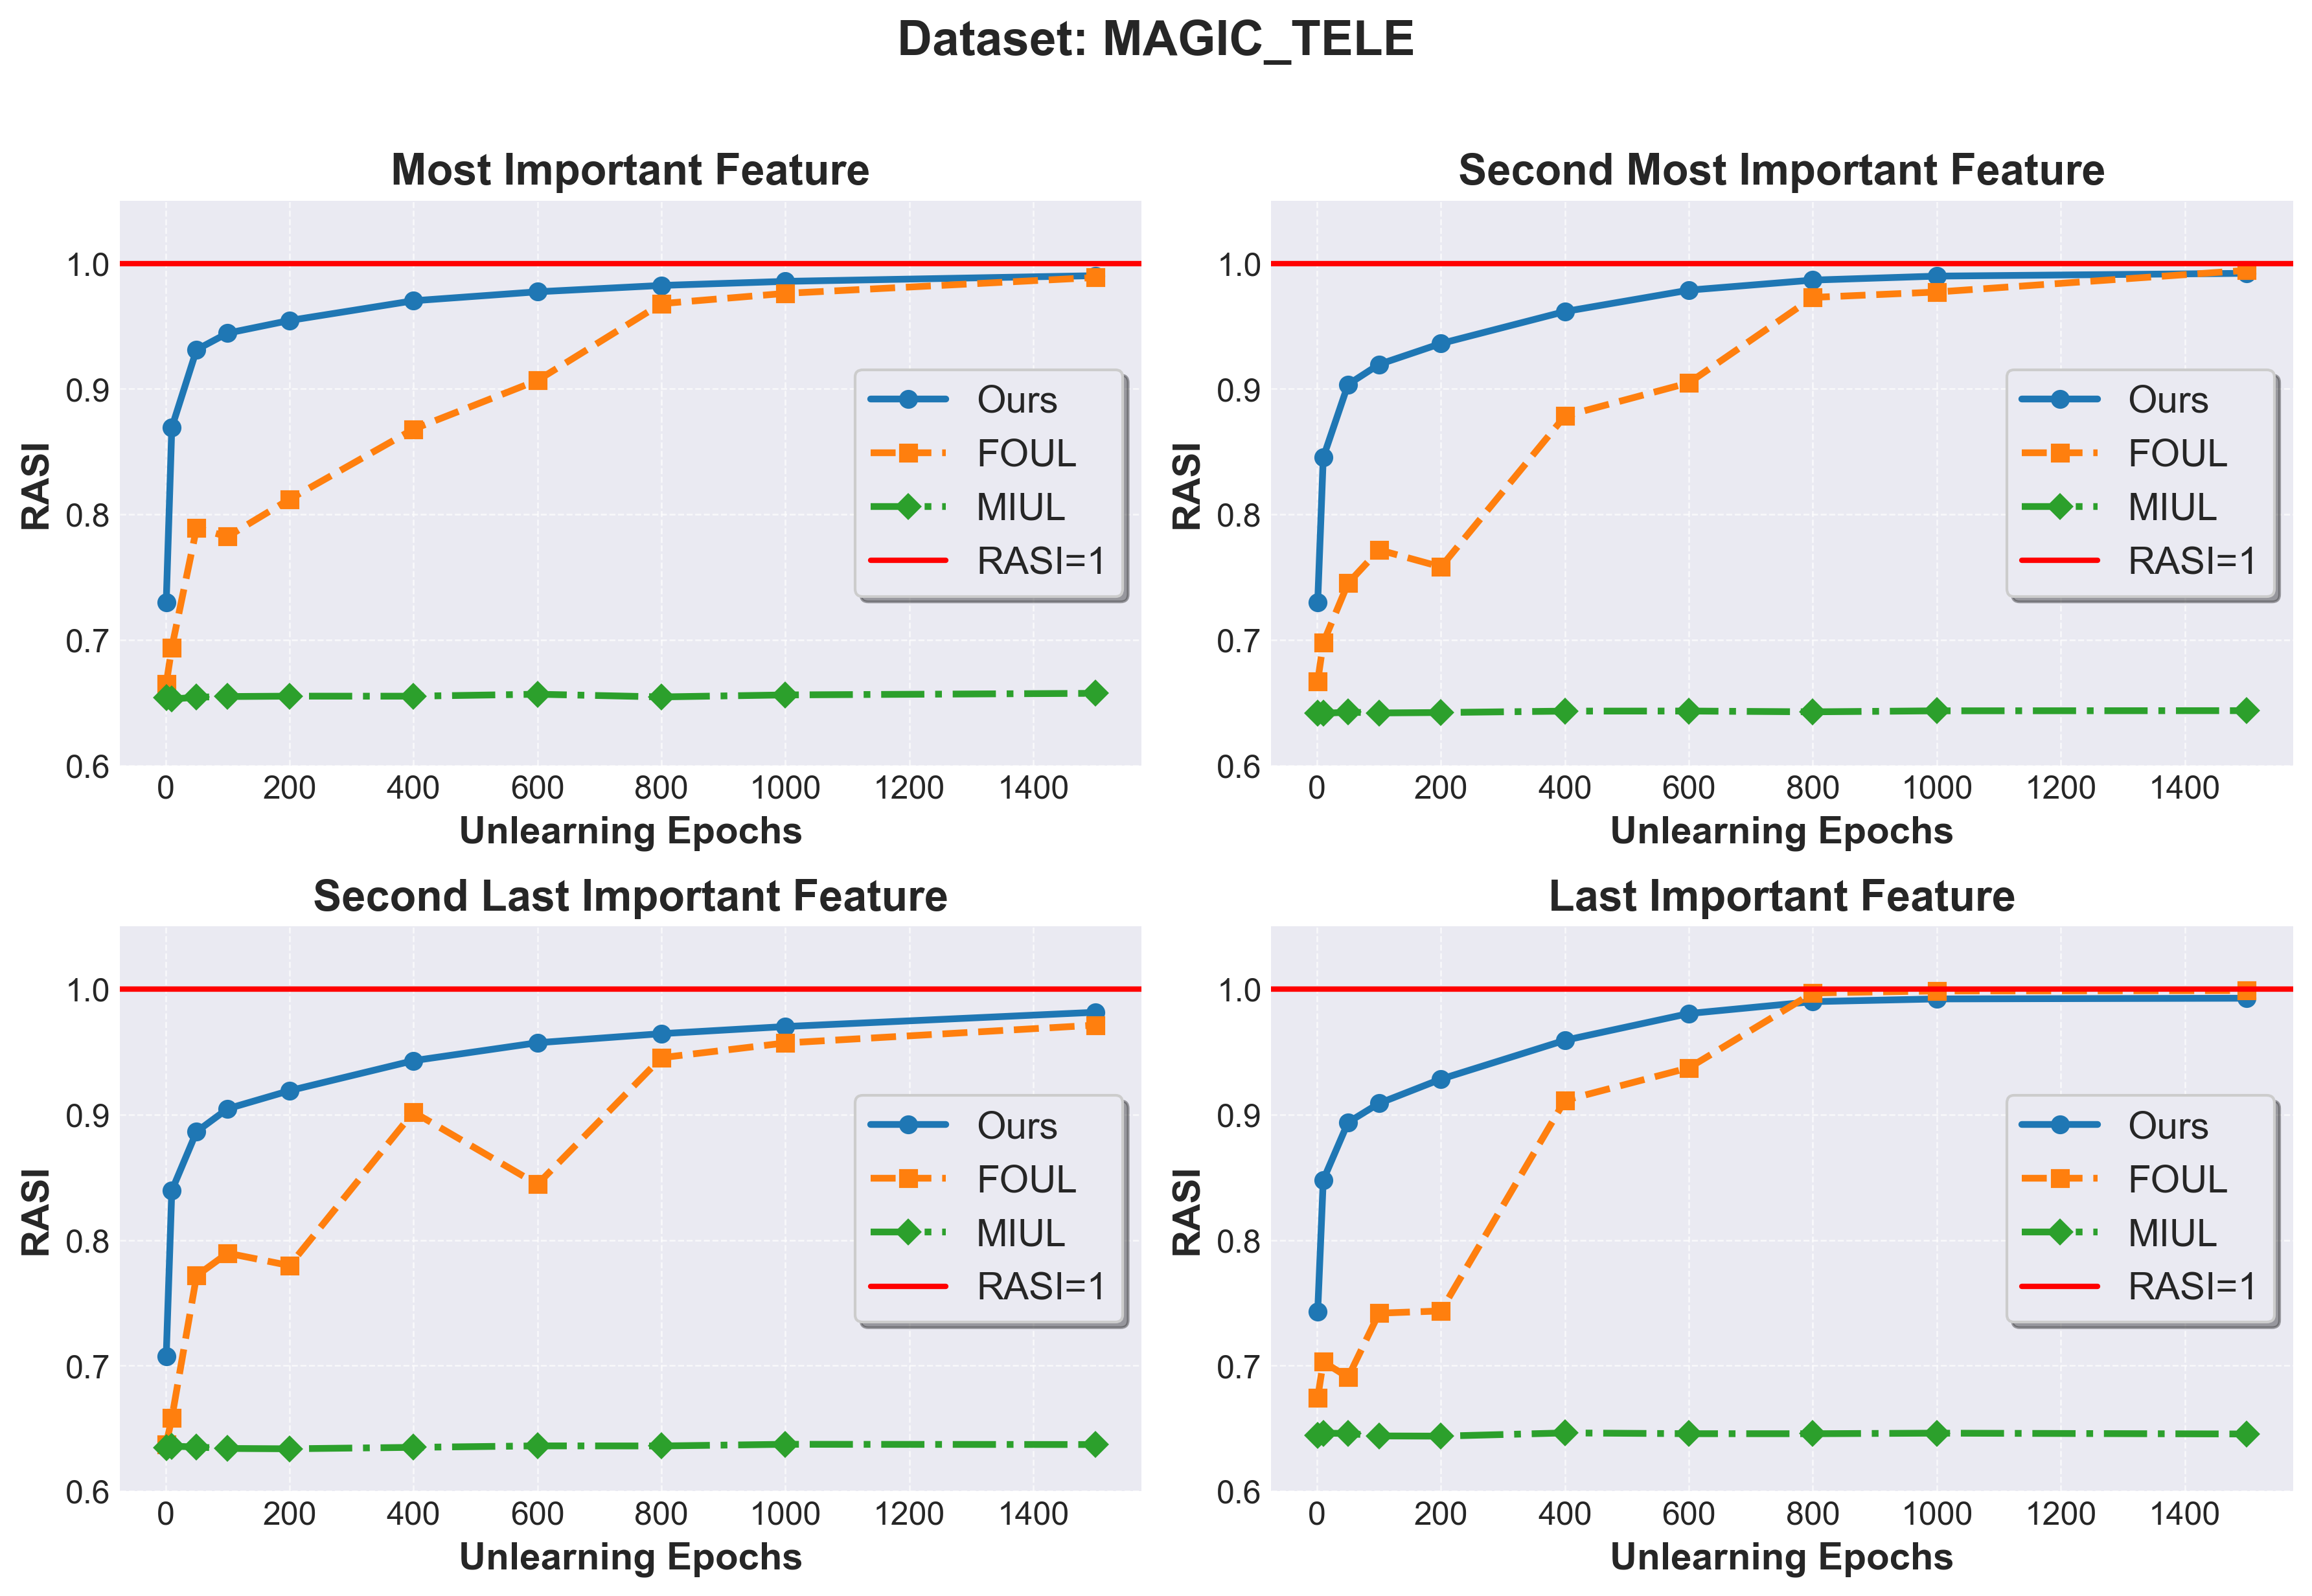 Dataset: MAGIC_TELE
Most Important Feature
1.0
0.9
0.8
0.7
0.6
RASI
0 200 400 600 800 1000 1200 1400
Unlearning Epochs
Ours
FOUL
MIUL
RASI=1
Second Most Important Feature
1.0
0.9
0.8
0.7
0.6
RASI
0 200 400 600 800 1000 1200 1400
Unlearning Epochs
Ours
FOUL
MIUL
RASI=1
Second Last Important Feature
1.0
0.9
0.8
0.7
0.6
RASI
0 200 400 600 800 1000 1200 1400
Unlearning Epochs
Ours
FOUL
MIUL
RASI=1
Last Important Feature
1.0
0.9
0.8
0.7
0.6
RASI
0 200 400 600 800 1000 1200 1400
Unlearning Epochs
Ours
FOUL
MIUL
RASI=1